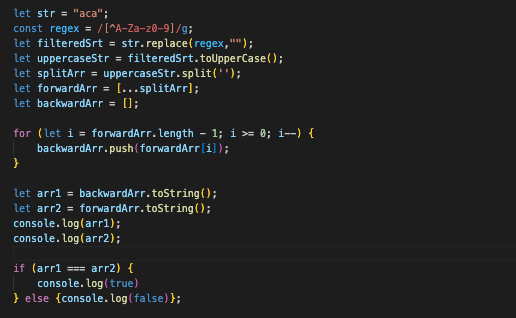 let str = "aca";
const regex = /[^A-Za-z0-9]/g;
let filteredSrt = str.replace(regex,"");
let uppercaseStr = filteredSrt.toUpperCase();
let splitArr = uppercaseStr.split('');
let forwardArr = [...splitArr];
let backwardArr = [];

for (let i = forwardArr.length - 1; i >= 0; i--) {
    backwardArr.push(forwardArr[i]);
}

let arr1 = backwardArr.toString();
let arr2 = forwardArr.toString();
console.log(arr1);
console.log(arr2);

if (arr1 === arr2) {
    console.log(true)
} else {console.log(false)};